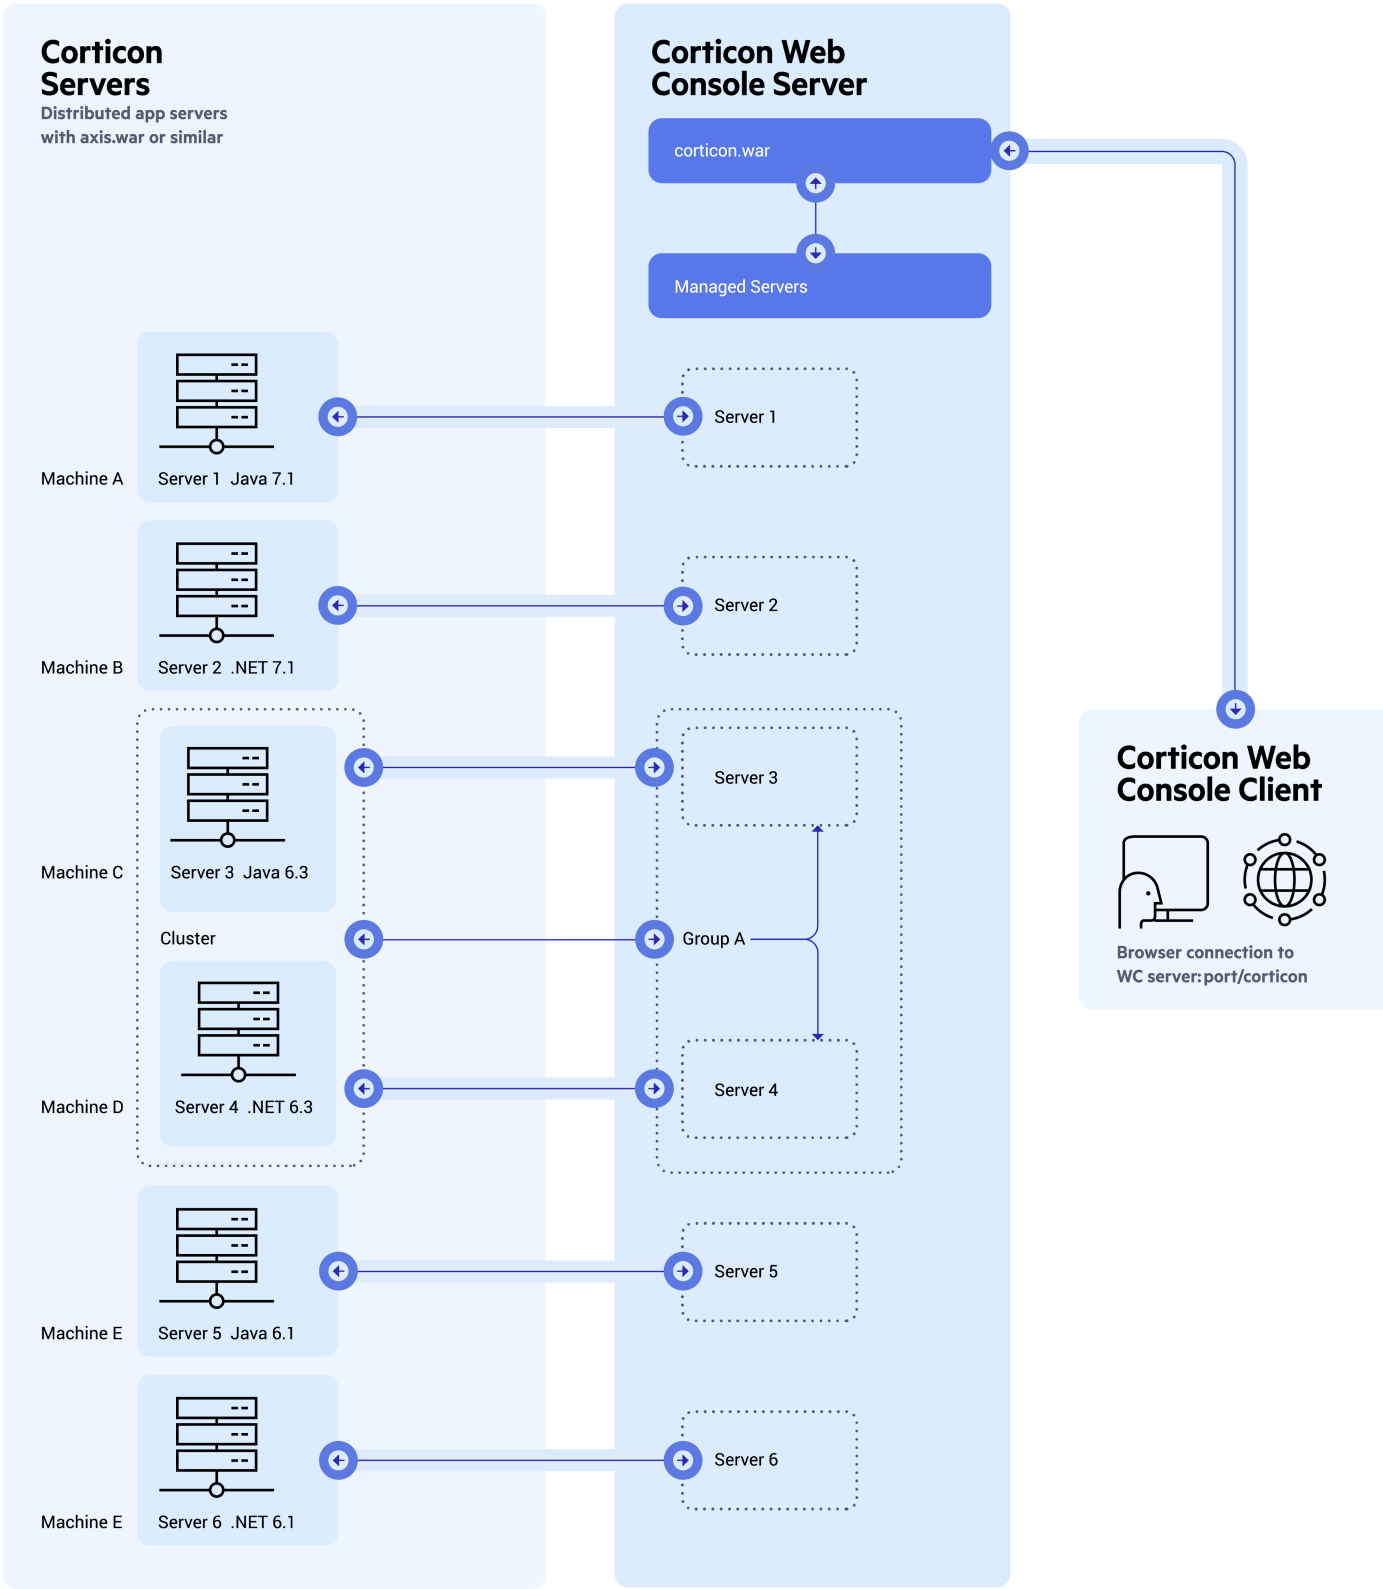 Corticon
Servers
Distributed app servers
with axis.war or similar
Machine A
Server 1 Java 7.1
Machine B
Server 2 .NET 7.1
Machine C
Server 3 Java 6.3
Cluster
Machine D
Server 4 .NET 6.3
Machine E
Server 5 Java 6.1
Machine E
Server 6 .NET 6.1
Corticon Web
Console Server
corticon.war
Managed Servers
Server 1
Server 2
Server 3
Group A
Server 4
Server 5
Server 6
Corticon Web
Console Client
Browser connection to
WC server:port/corticon